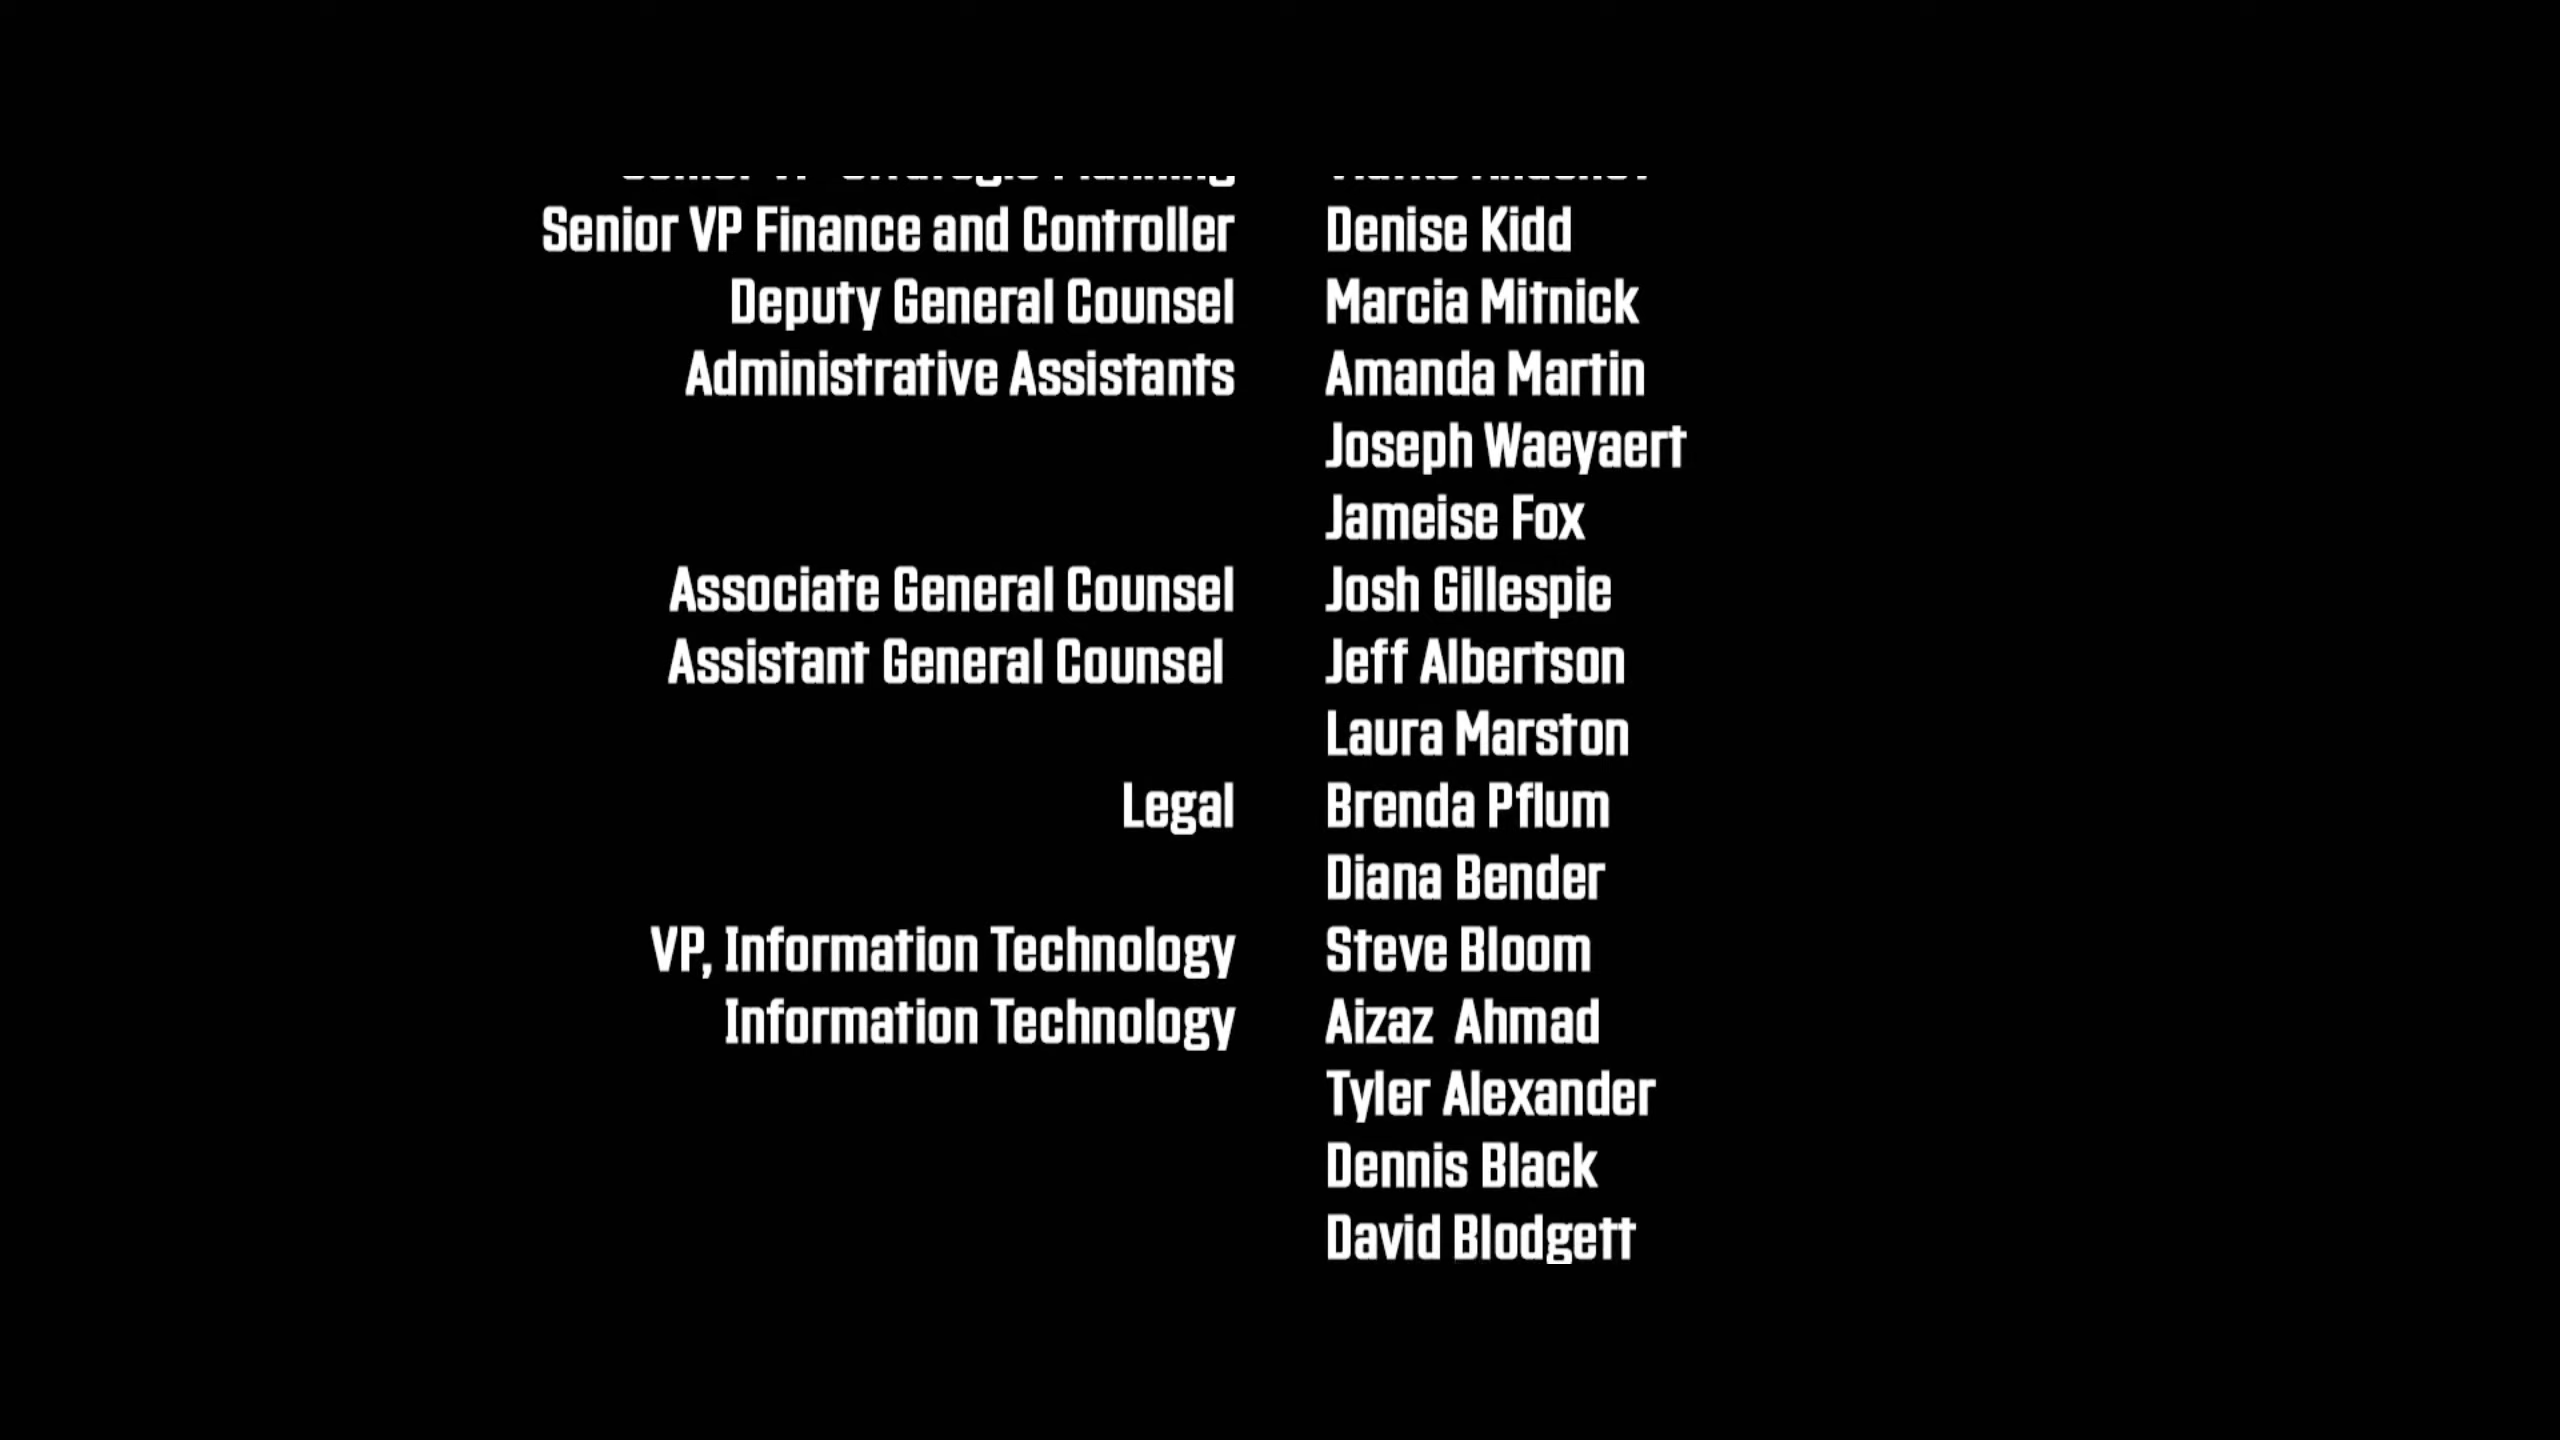 Senior VP Finance and Controller Denise Kidd
Deputy General Counsel Marcia Mitnick
Administrative Assistants Amanda Martin
Joseph Waeyaert
Jameise Fox
Associate General Counsel Josh Gillespie
Assistant General Counsel Jeff Albertson
Laura Marston
Legal Brenda Pflum
Diana Bender
VP, Information Technology Steve Bloom
Information Technology Aizaz Ahmad
Tyler Alexander
Dennis Black
David Blodgett